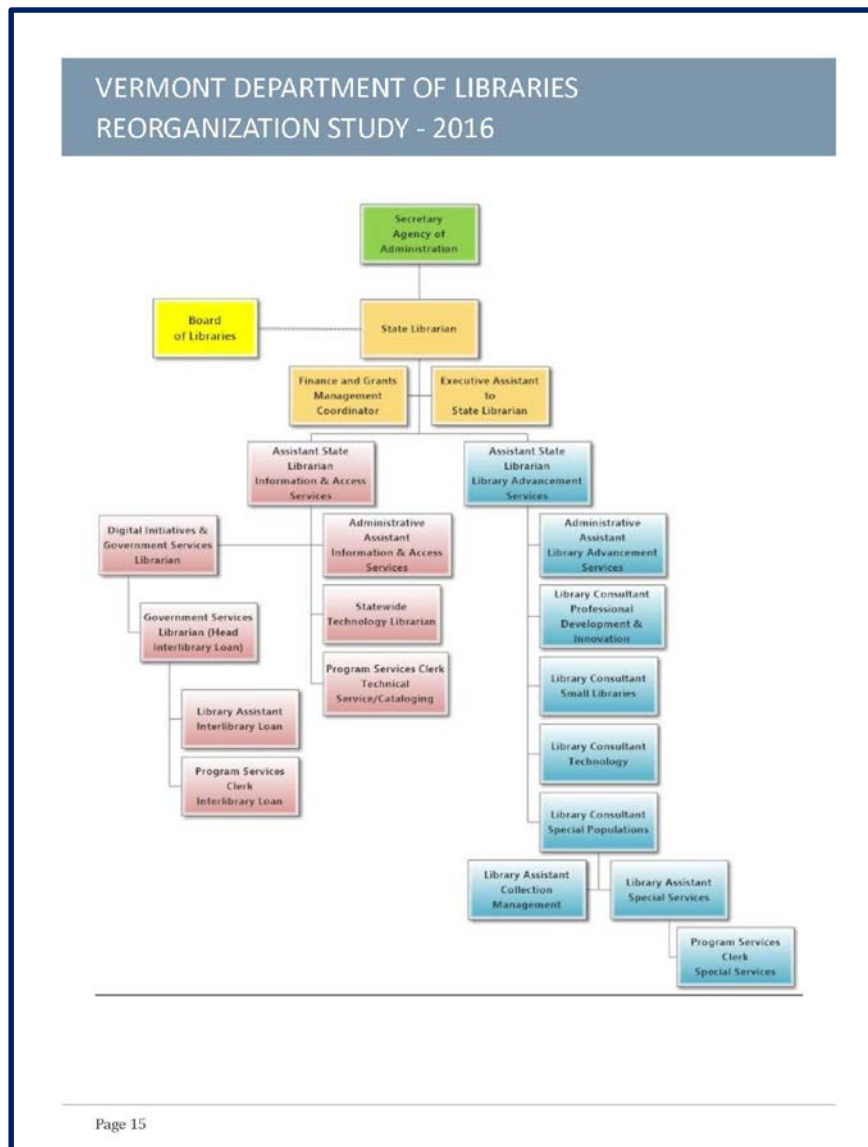 VERMONT DEPARTMENT OF LIBRARIES
REORGANIZATION STUDY - 2016
Secretary
Agency of
Administration
Board
of Libraries
State Librarian
Finance and Grants
Management
Coordinator
Executive Assistant
to
State Librarian
Assistant State
Librarian
Information & Access
Services
Assistant State
Librarian
Library Advancement
Services
Digital Initiatives &
Government Services
Librarian
Administrative
Assistant
Information & Access
Services
Administrative
Assistant
Library Advancement
Services
Government Services
Librarian (Head
Interlibrary Loan)
Statewide
Technology Librarian
Library Consultant
Professional
Development &
Innovation
Program Services Clerk
Technical
Service/Cataloging
Library Consultant
Small Libraries
Library Assistant
Interlibrary Loan
Library Consultant
Technology
Program Services
Clerk
Interlibrary Loan
Library Consultant
Special Populations
Library Assistant
Collection
Management
Library Assistant
Special Services
Program Services
Clerk
Special Services
Page 15